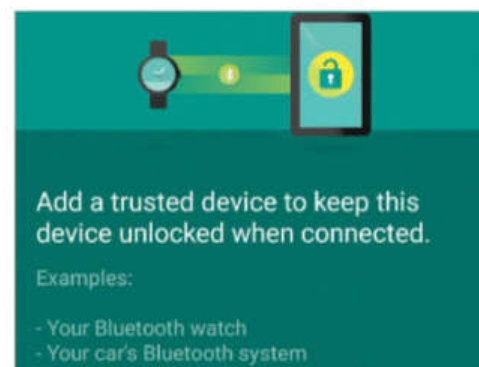 Add a trusted device to keep this
device unlocked when connected.
Examples:
- Your Bluetooth watch
- Your car's Bluetooth system